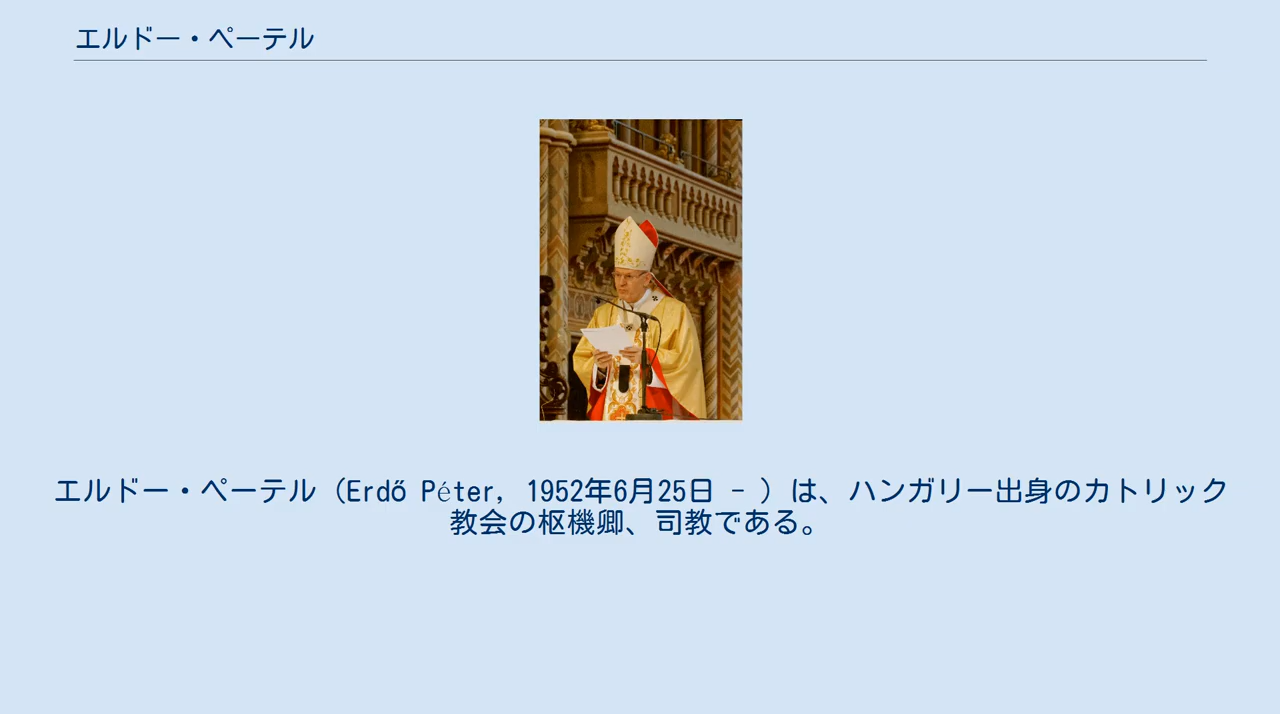 エルドー・ペーテル
エルドー・ペーテル（Erdő Péter, 1952年6月25日 - ）は、ハンガリー出身のカトリック
教会の枢機卿、司教である。